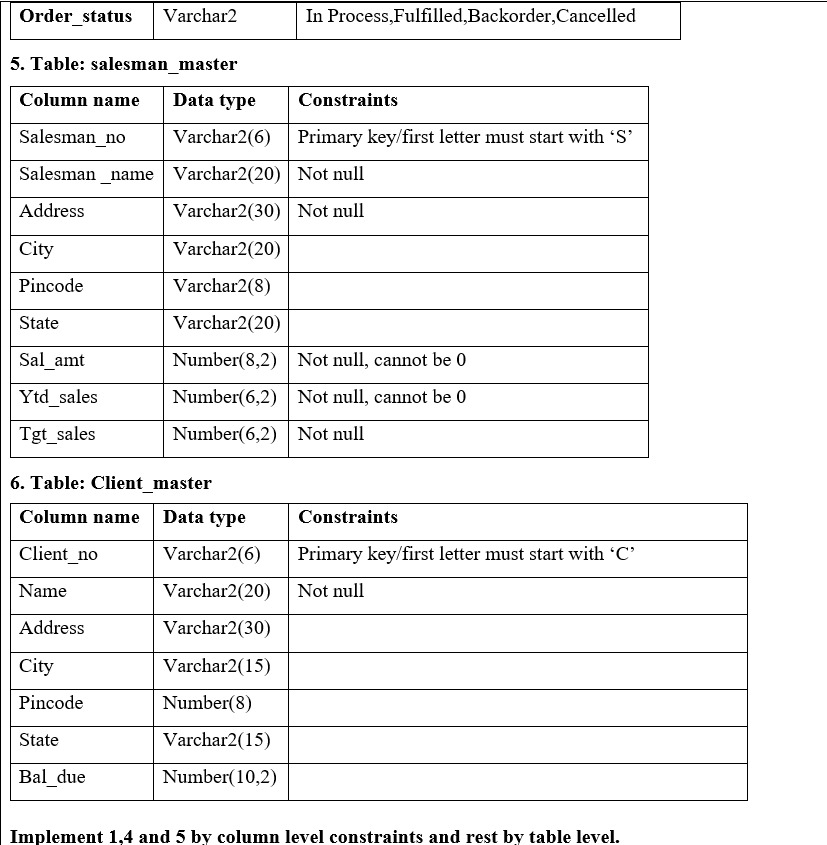 Order_status Varchar2 In Process,Fulfilled,Backorder,Cancelled
5. Table: salesman_master
Column name Data type Constraints
Salesman_no Varchar2(6) Primary key/first letter must start with ‘S’
Salesman _name Varchar2(20) Not null
Address Varchar2(30) Not null
City Varchar2(20)
Pincode Varchar2(8)
State Varchar2(20)
Sal_amt Number(8,2) Not null, cannot be 0
Ytd_sales Number(6,2) Not null, cannot be 0
Tgt_sales Number(6,2) Not null
6. Table: Client_master
Column name Data type Constraints
Client_no Varchar2(6) Primary key/first letter must start with ‘C’
Name Varchar2(20) Not null
Address Varchar2(30)
City Varchar2(15)
Pincode Number(8)
State Varchar2(15)
Bal_due Number(10,2)
Implement 1,4 and 5 by column level constraints and rest by table level.